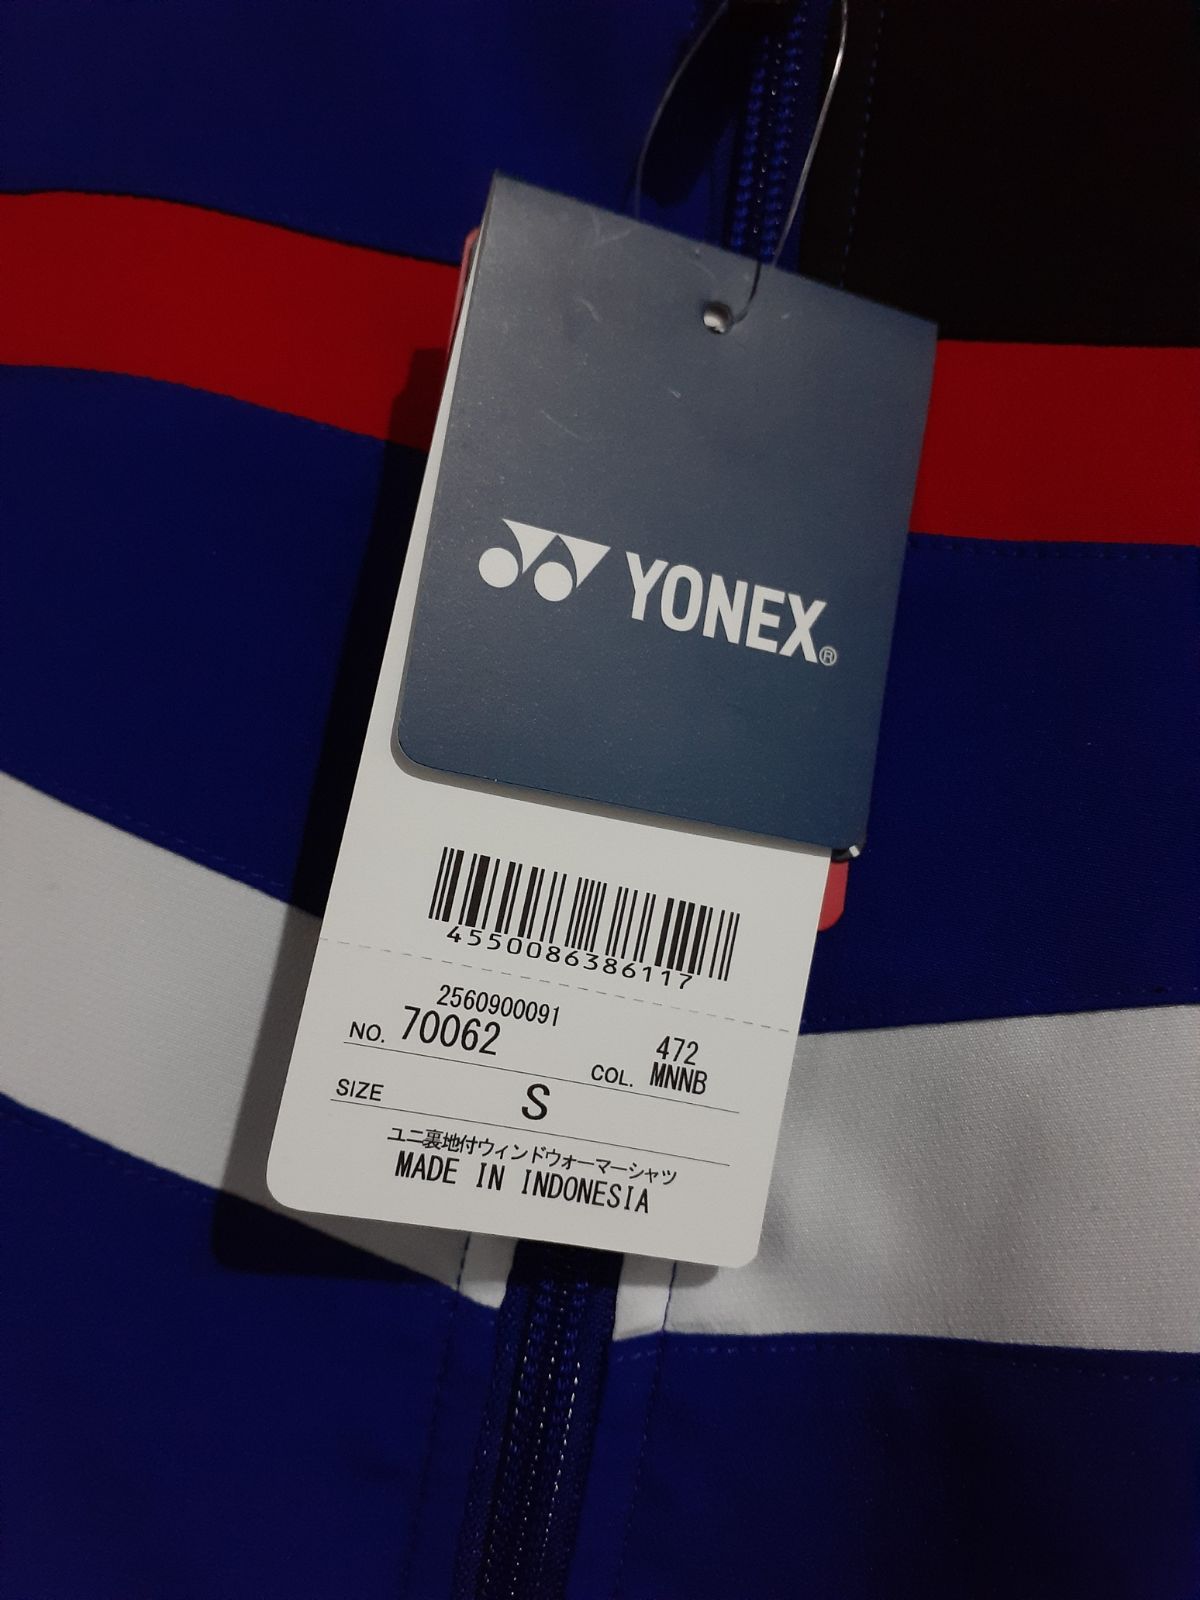 YONEX®
4550086386117
2560900091
NO. 70062
472
COL. MNNB
SIZE S
ユニ裏地付ウィンドウォーマーシャツ
MADE IN INDONESIA